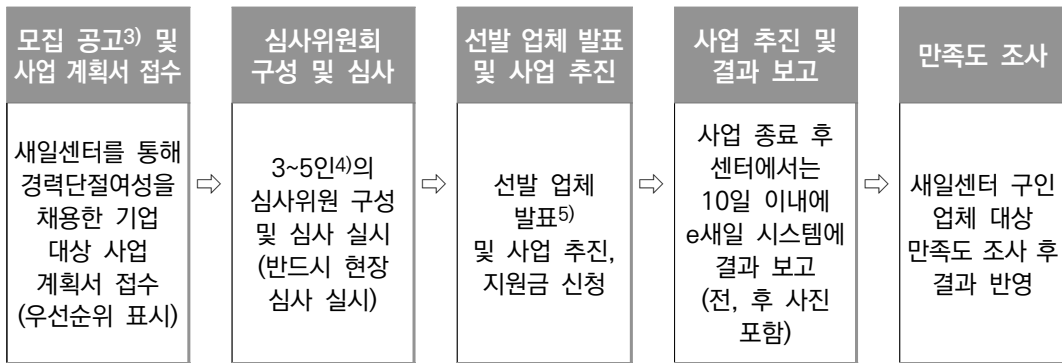 모집 공고3) 및
사업 계획서 접수
새일센터를 통해
경력단절여성을
채용한 기업
대상 사업
계획서 접수
(우선순위 표시)
⇨
심사위원회
구성 및 심사
3~5인4)의
심사위원 구성
및 심사 실시
(반드시 현장
심사 실시)
⇨
선발 업체 발표
및 사업 추진
선발 업체
발표5)
및 사업 추진,
지원금 신청
⇨
사업 추진 및
결과 보고
사업 종료 후
센터에서는
10일 이내에
e새일 시스템에
결과 보고
(전, 후 사진
포함)
⇨
만족도 조사
새일센터 구인
업체 대상
만족도 조사 후
결과 반영